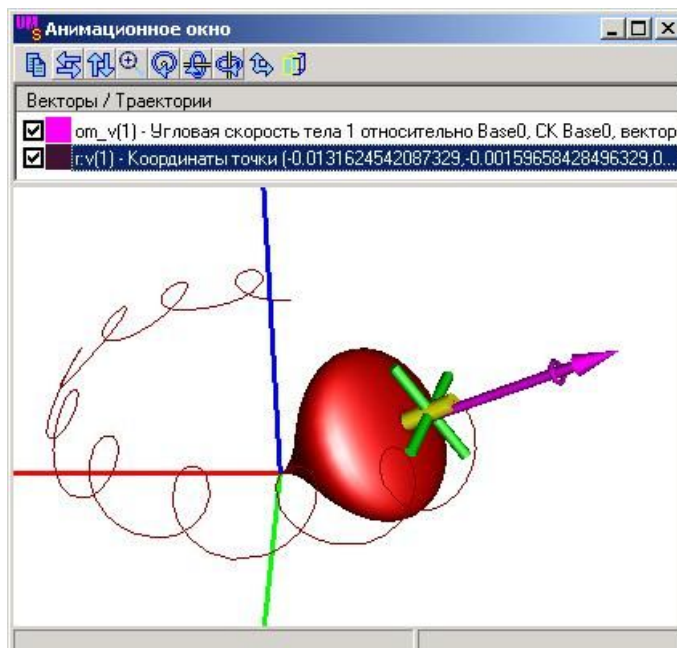 UM S Анимационное окно
Векторы / Траектории
om_v(1) - Угловая скорость тела 1 относительно Base0, СК Base0, вектор
r:v(1) - Координаты точки (-0.0131624542087329,-0.00159658428496329,0...